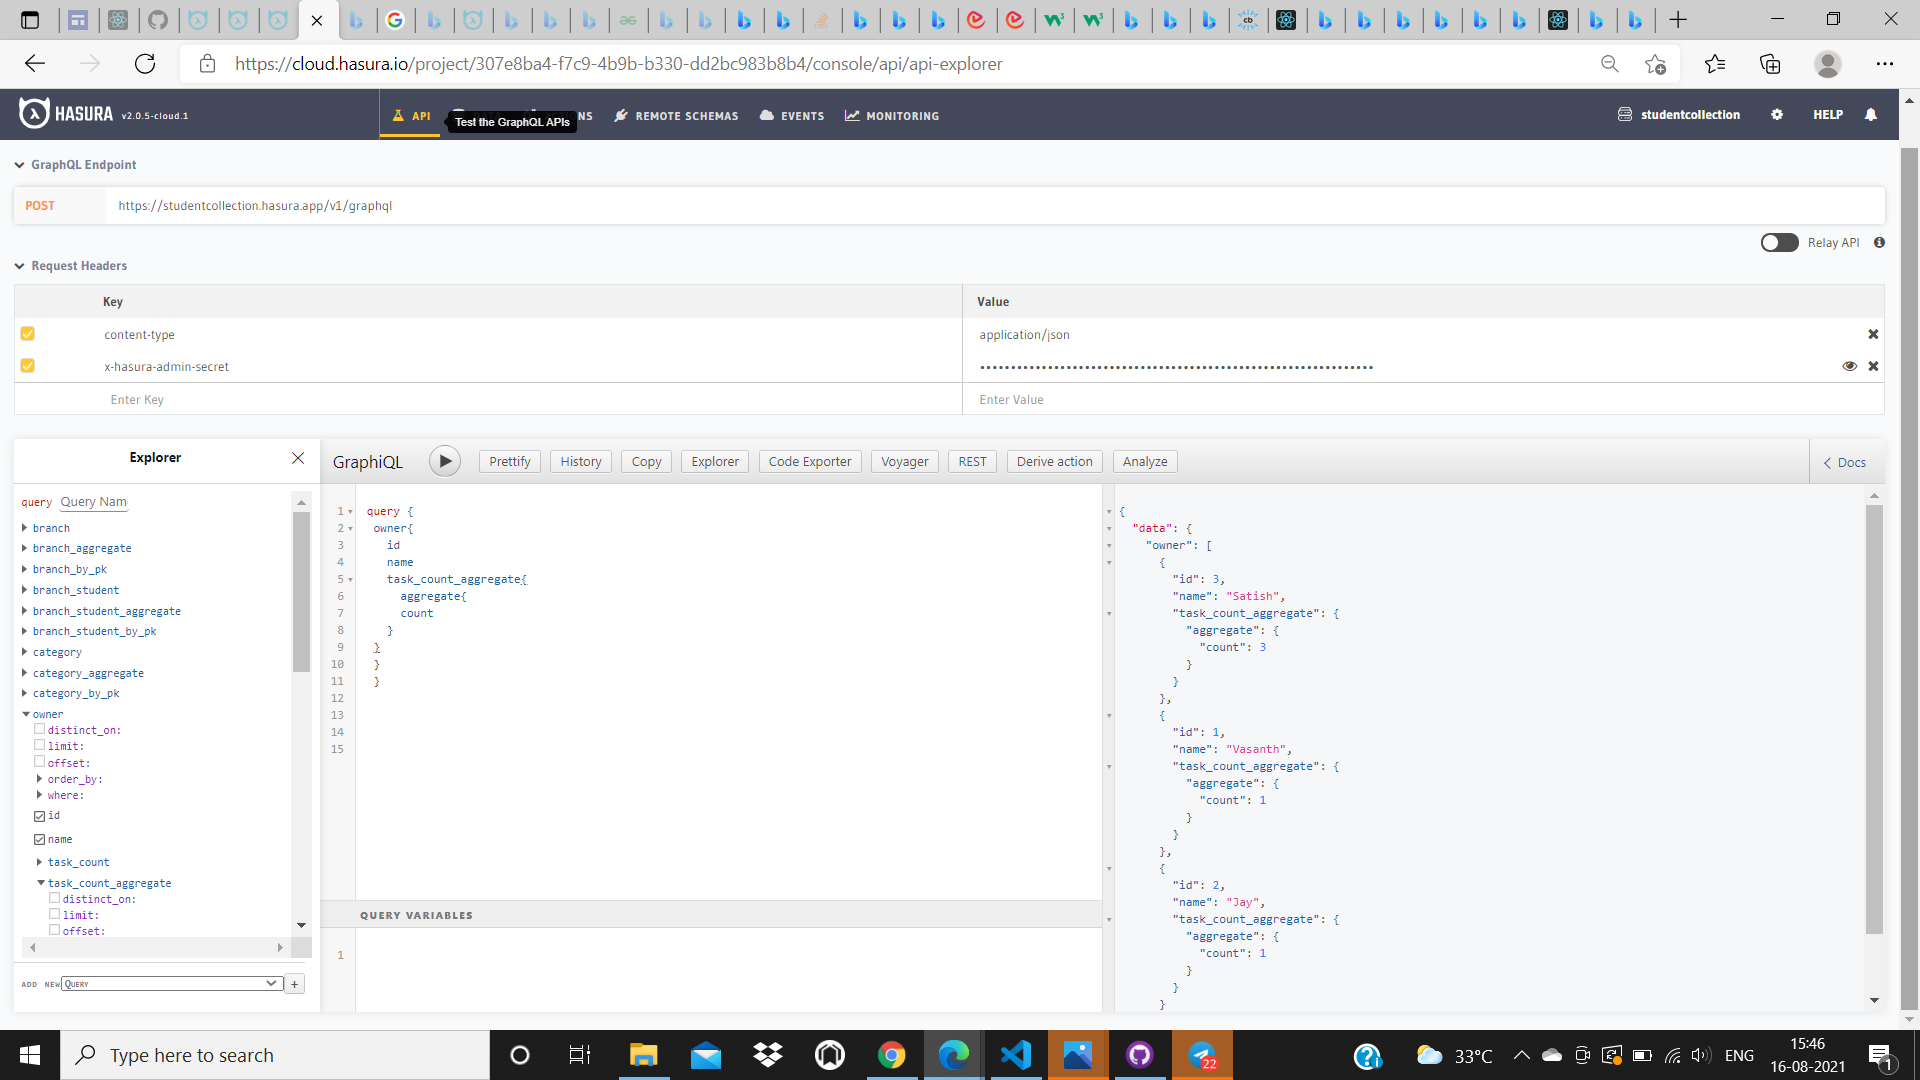 https://cloud.hasura.io/project/307e8ba4-f7c9-4b9b-b330-dd2bc983b8b4/console/api/api-explorer
HASURA v2.0.5-cloud.1
API
Test the GraphQL APIs
REMOTE SCHEMAS
EVENTS
MONITORING
studentcollection
HELP
GraphQL Endpoint
POST https://studentcollection.hasura.app/v1/graphql
Relay API
Request Headers
Key Value
content-type application/json
x-hasura-admin-secret
Enter Key Enter Value
Explorer
query Query Nam
branch
branch_aggregate
branch_by_pk
branch_student
branch_student_aggregate
branch_student_by_pk
category
category_aggregate
category_by_pk
owner
distinct_on:
limit:
offset:
order_by:
where:
id
name
task_count
task_count_aggregate
distinct_on:
limit:
offset:
ADD NEW Query +
GraphiQL Prettify History Copy Explorer Code Exporter Voyager REST Derive action Analyze
Docs
1 query {
2 owner{
3 id
4 name
5 task_count_aggregate{
6 aggregate{
7 count
8 }
9 }
10 }
11 }
12
13
14
15
QUERY VARIABLES
1
{
"data": {
"owner": [
{
"id": 3,
"name": "Satish",
"task_count_aggregate": {
"aggregate": {
"count": 3
}
}
},
{
"id": 1,
"name": "Vasanth",
"task_count_aggregate": {
"aggregate": {
"count": 1
}
}
},
{
"id": 2,
"name": "Jay",
"task_count_aggregate": {
"aggregate": {
"count": 1
}
}
}
Type here to search
22
33°C
ENG
15:46
16-08-2021
1